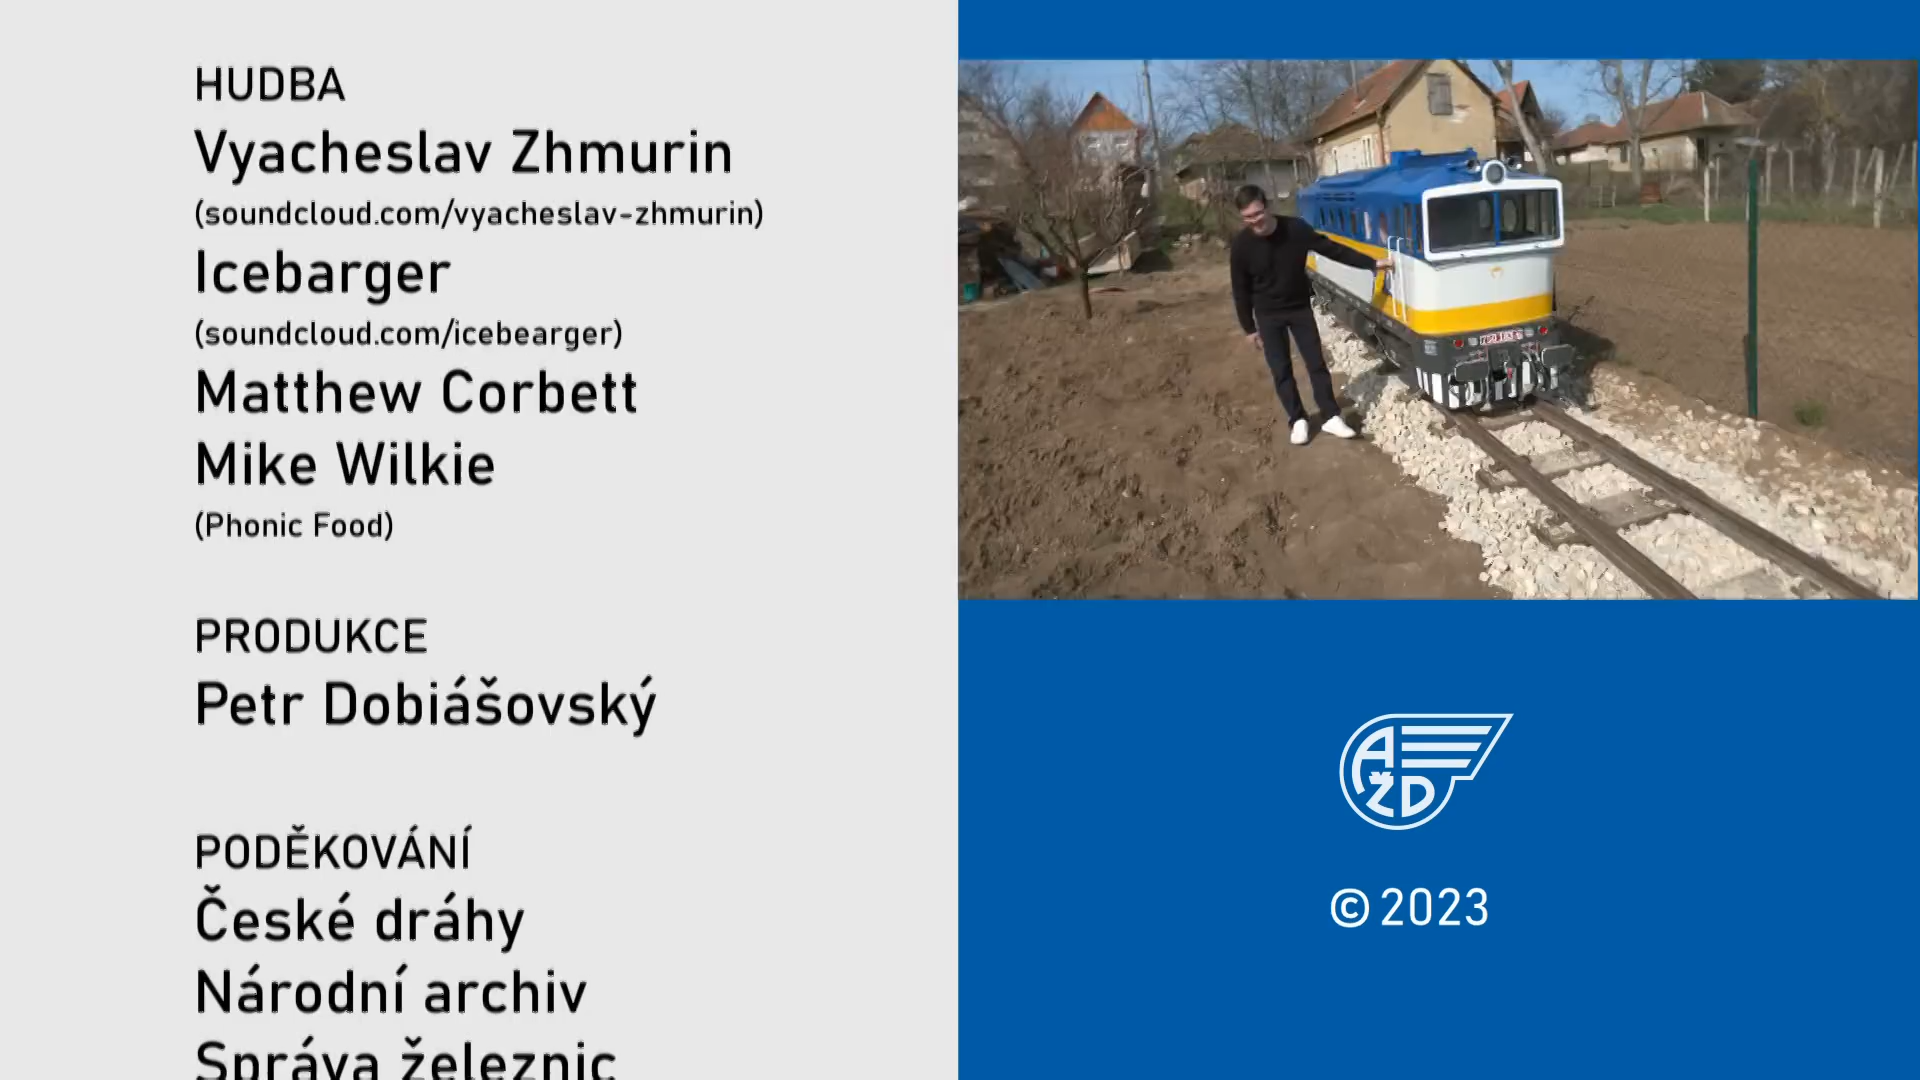 HUDBA
Vyacheslav Zhmurin
(soundcloud.com/vyacheslav-zhmurin)
Icebarger
(soundcloud.com/icebearger)
Matthew Corbett
Mike Wilkie
(Phonic Food)
PRODUKCE
Petr Dobiášovský
PODĚKOVÁNÍ
České dráhy
Národní archiv
Správa železnic
AŽD
© 2023